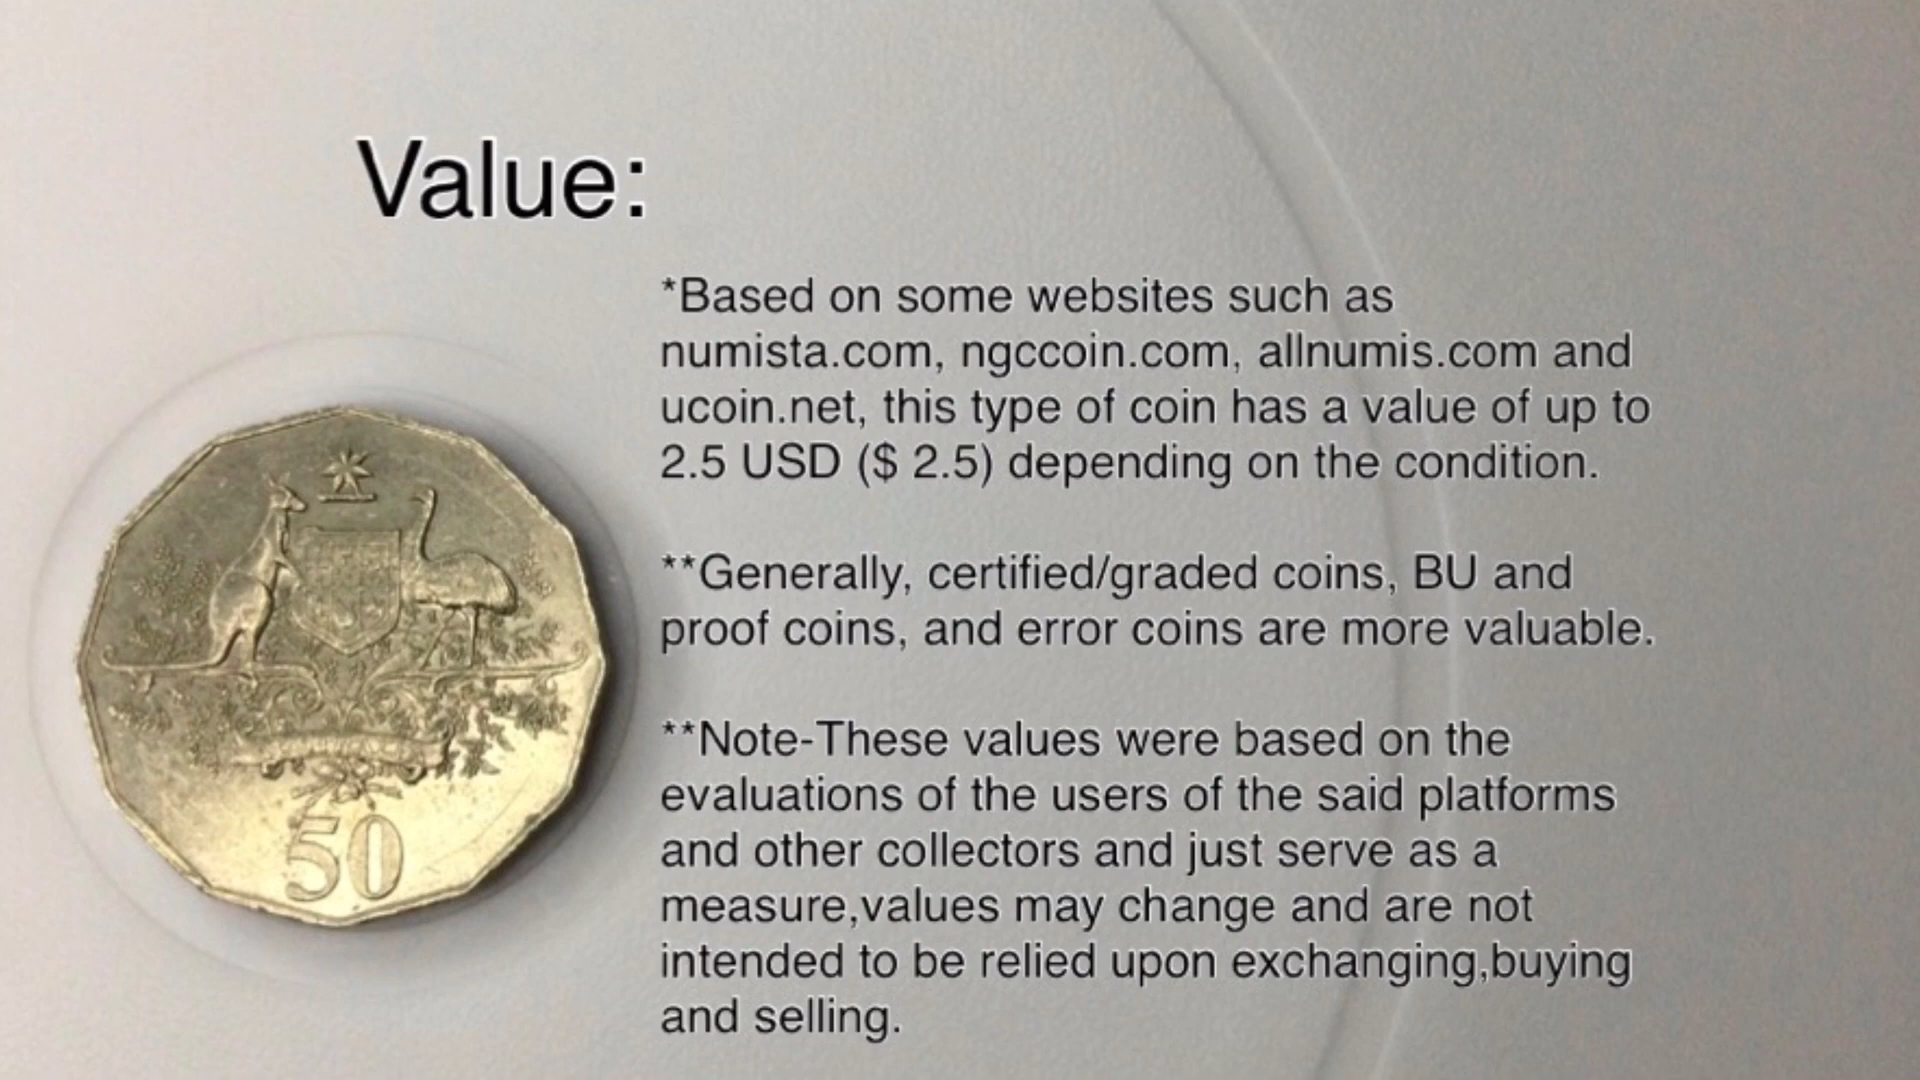 Value:
*Based on some websites such as
numista.com, ngccoin.com, allnumis.com and
ucoin.net, this type of coin has a value of up to
2.5 USD ($ 2.5) depending on the condition.
**Generally, certified/graded coins, BU and
proof coins, and error coins are more valuable.
**Note-These values were based on the
evaluations of the users of the said platforms
and other collectors and just serve as a
measure,values may change and are not
intended to be relied upon exchanging,buying
and selling.
50